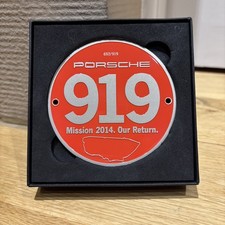 PORSCHE
919
Mission 2014. Our Return.